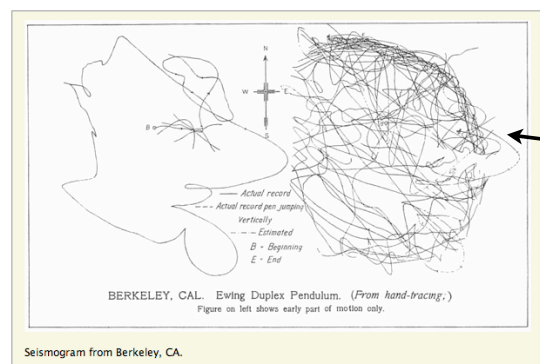 N
W E
S
B
Actual record
Actual record pen jumping
Vertically
Estimated
B - Beginning
E - End
BERKELEY, CAL. Ewing Duplex Pendulum. (From hand-tracing;)
Figure on left shows early part of motion only.
Seismogram from Berkeley, CA.